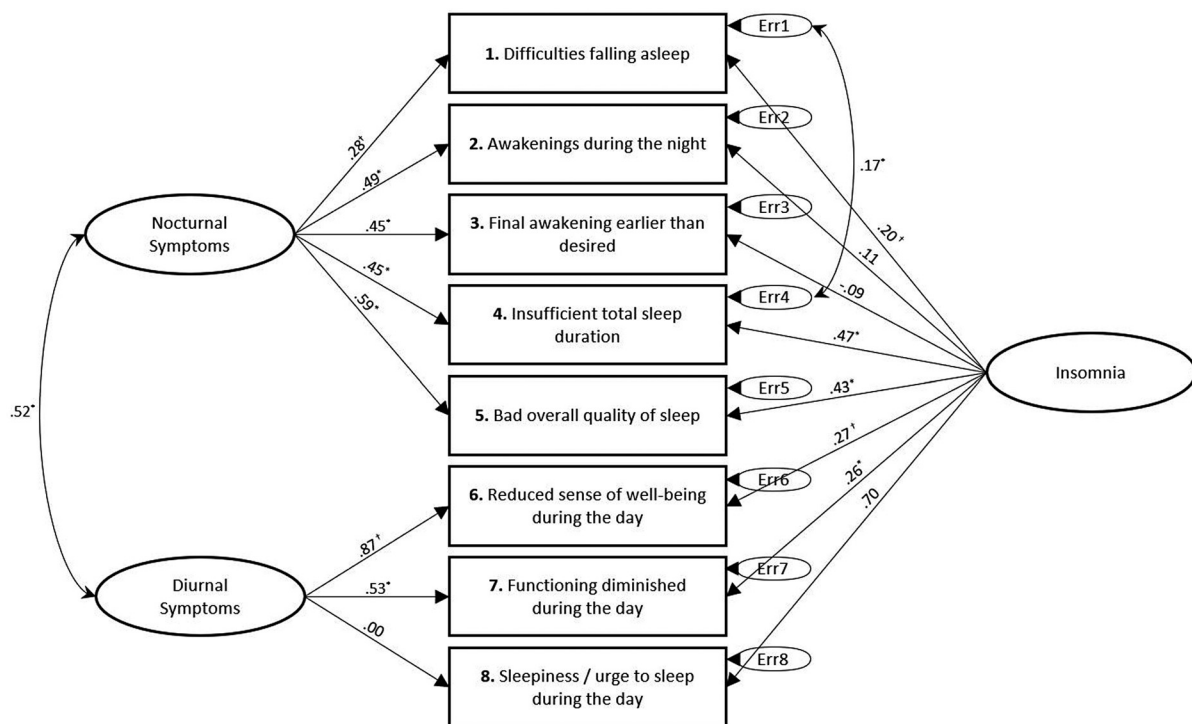 1. Difficulties falling asleep
Err1
2. Awakenings during the night
Err2
3. Final awakening earlier than
desired
Err3
4. Insufficient total sleep
duration
Err4
5. Bad overall quality of sleep
Err5
6. Reduced sense of well-being
during the day
Err6
7. Functioning diminished
during the day
Err7
8. Sleepiness / urge to sleep
during the day
Err8
Nocturnal
Symptoms
Diurnal
Symptoms
Insomnia
.28†
.49*
.45*
.45*
.59*
.52*
.87†
.53*
.00
.17*
.20†
.11
-.09
.47*
.43*
.27†
.26*
.70